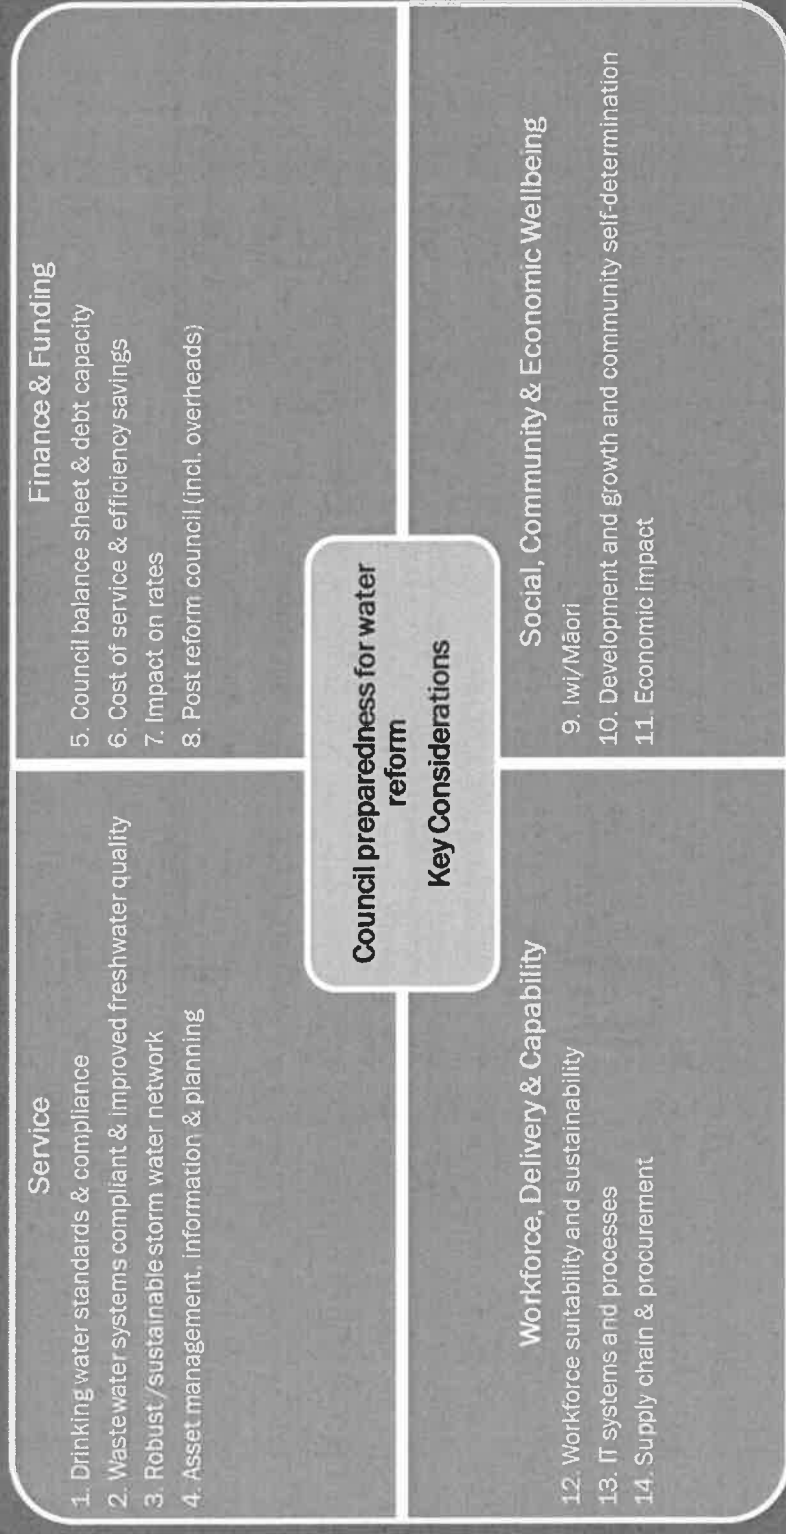 Service
1. Drinking water standards & compliance
2. Wastewater systems compliant & improved freshwater quality
3. Robust/sustainable storm water network
4. Asset management, information & planning
Finance & Funding
5. Council balance sheet & debt capacity
6. Cost of service & efficiency savings
7. Impact on rates
8. Post reform council (incl. overheads)
Council preparedness for water
reform
Key Considerations
Social, Community & Economic Wellbeing
9. Iwi/Māori
10. Development and growth and community self-determination
11. Economic impact
Workforce, Delivery & Capability
12. Workforce suitability and sustainability
13. IT systems and processes
14. Supply chain & procurement